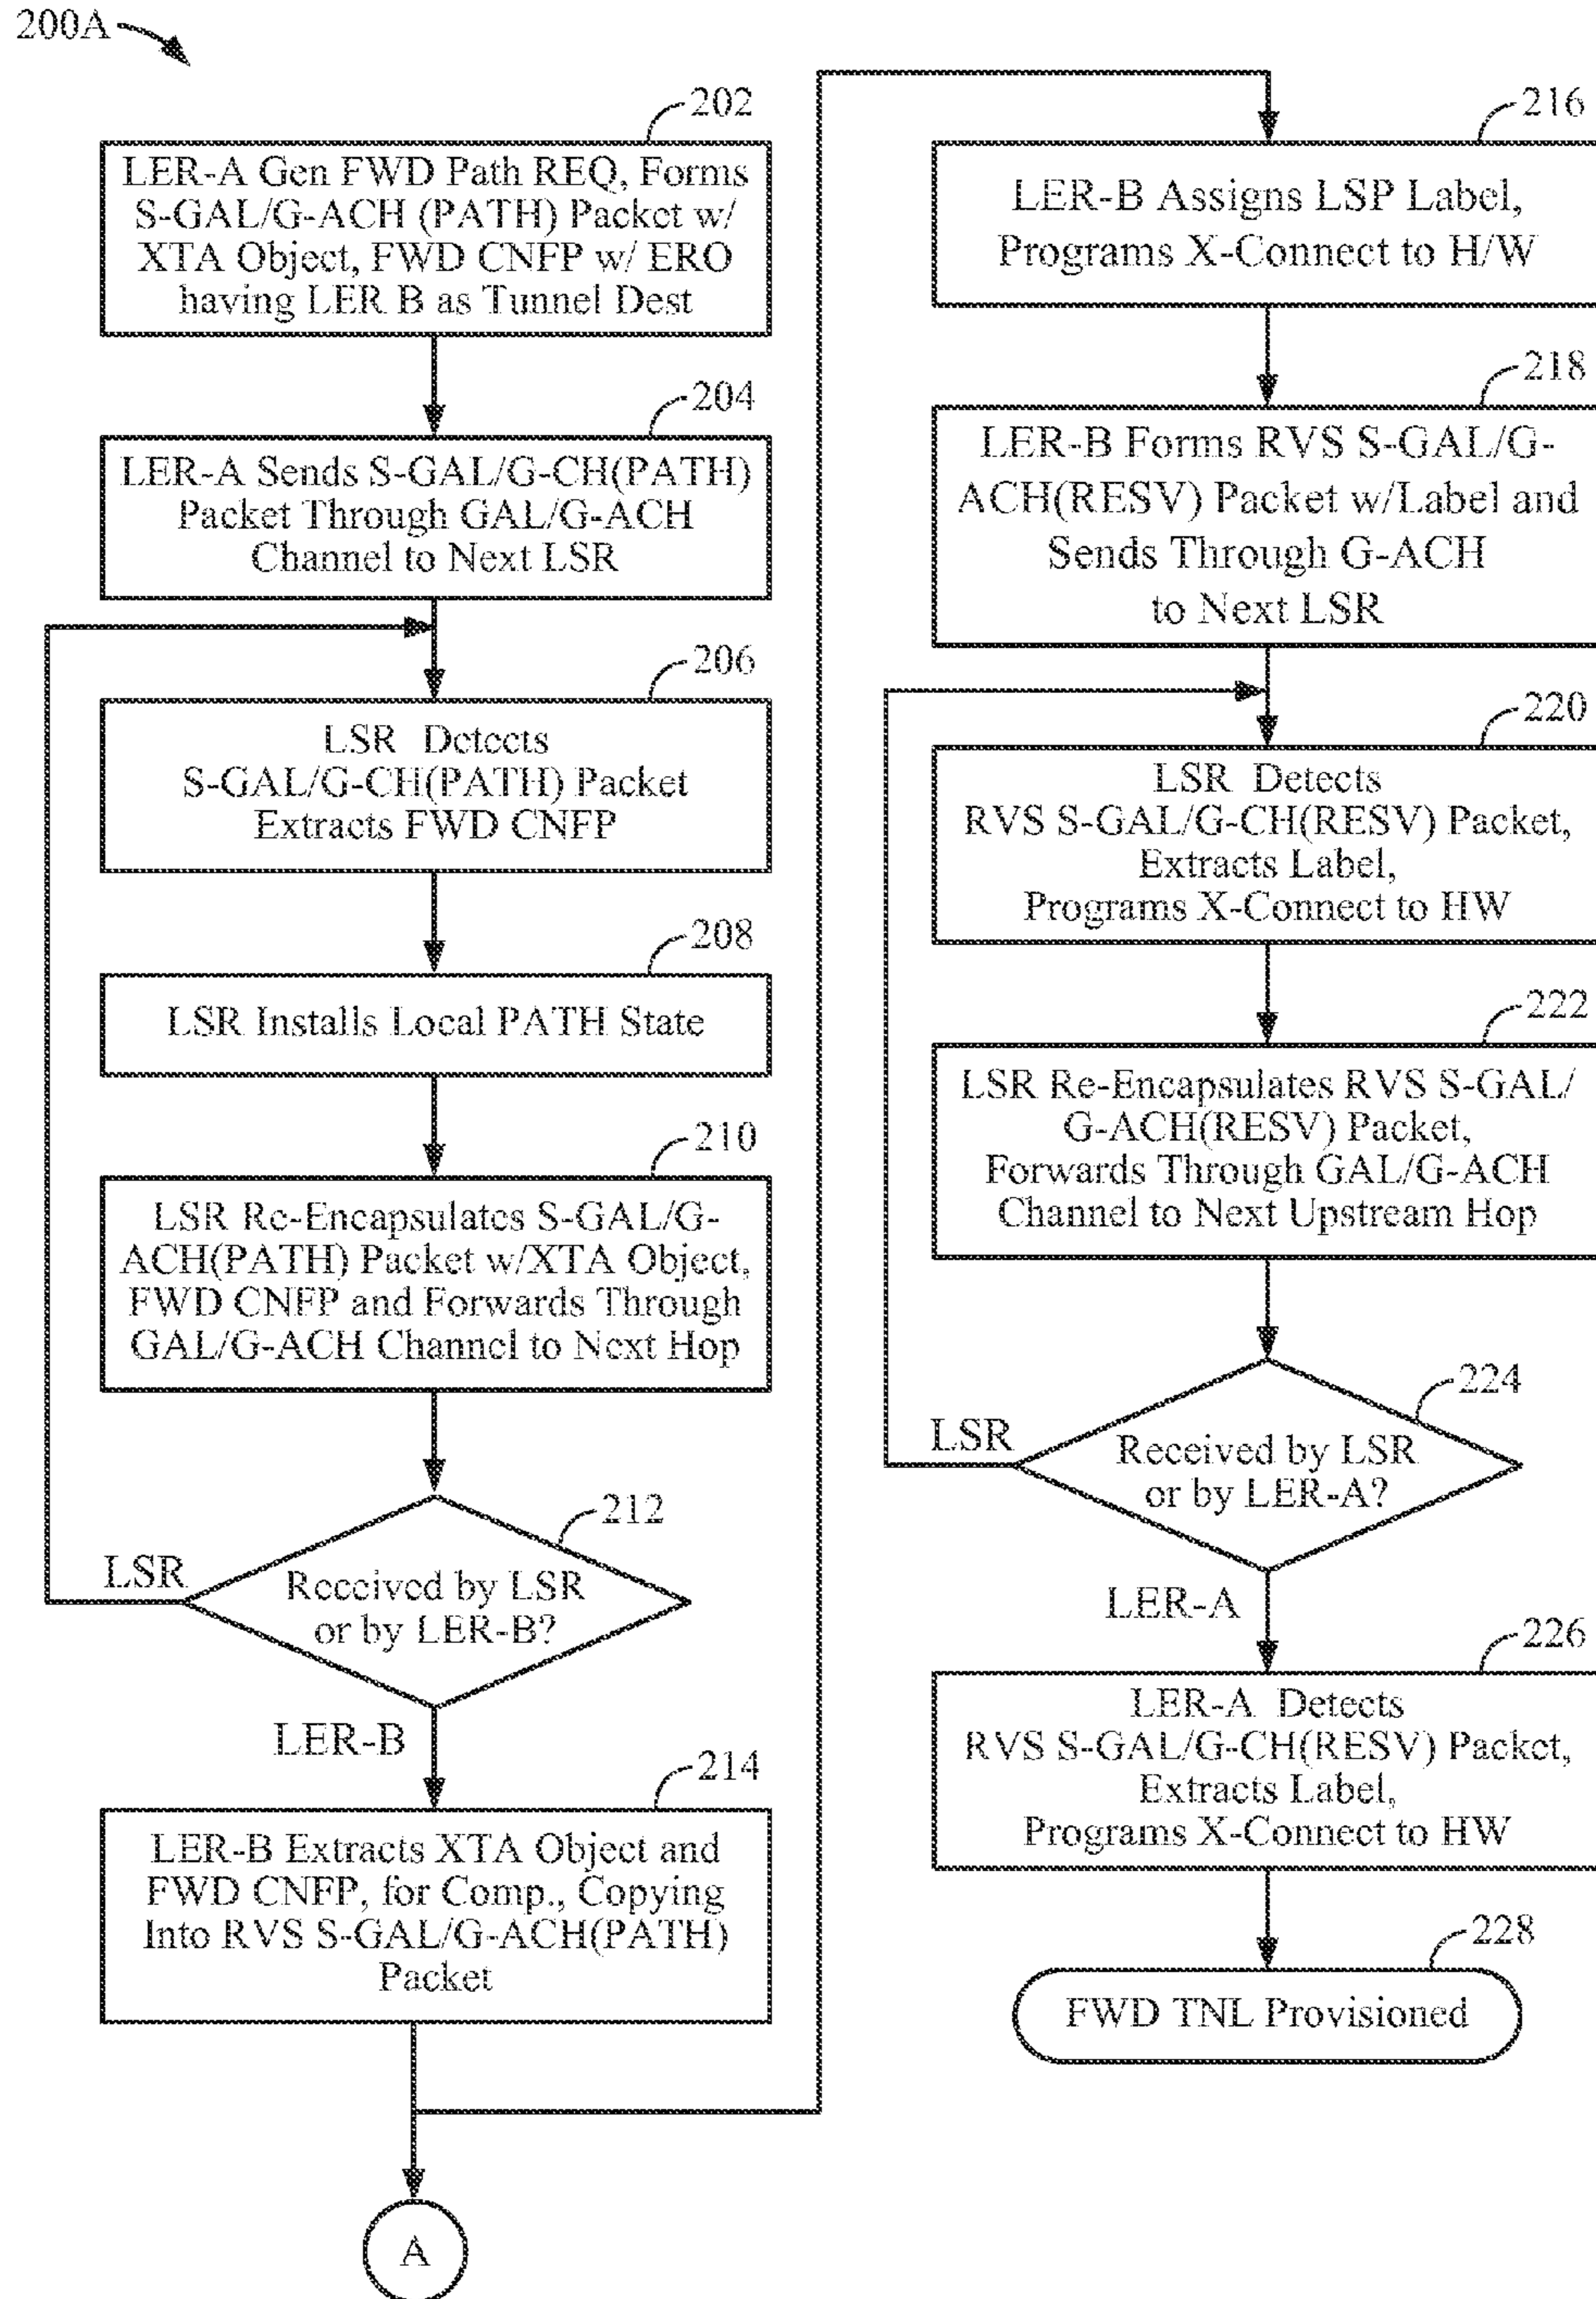 200A
202
LER-A Gen FWD Path REQ, Forms
S-GAL/G-ACH (PATH) Packet w/
XTA Object, FWD CNFP w/ ERO
having LER B as Tunnel Dest
204
LER-A Sends S-GAL/G-CH(PATH)
Packet Through GAL/G-ACH
Channel to Next LSR
206
LSR Detects
S-GAL/G-CH(PATH) Packet
Extracts FWD CNFP
208
LSR Installs Local PATH State
210
LSR Re-Encapsulates S-GAL/G-
ACH(PATH) Packet w/XTA Object,
FWD CNFP and Forwards Through
GAL/G-ACH Channel to Next Hop
212
LSR
Received by LSR
or by LER-B?
LER-B
214
LER-B Extracts XTA Object and
FWD CNFP, for Comp., Copying
Into RVS S-GAL/G-ACH(PATH)
Packet
A
216
LER-B Assigns LSP Label,
Programs X-Connect to H/W
218
LER-B Forms RVS S-GAL/G-
ACH(RESV) Packet w/Label and
Sends Through G-ACH
to Next LSR
220
LSR Detects
RVS S-GAL/G-CH(RESV) Packet,
Extracts Label,
Programs X-Connect to HW
222
LSR Re-Encapsulates RVS S-GAL/
G-ACH(RESV) Packet,
Forwards Through GAL/G-ACH
Channel to Next Upstream Hop
224
LSR
Received by LSR
or by LER-A?
LER-A
226
LER-A Detects
RVS S-GAL/G-CH(RESV) Packet,
Extracts Label,
Programs X-Connect to HW
228
FWD TNL Provisioned